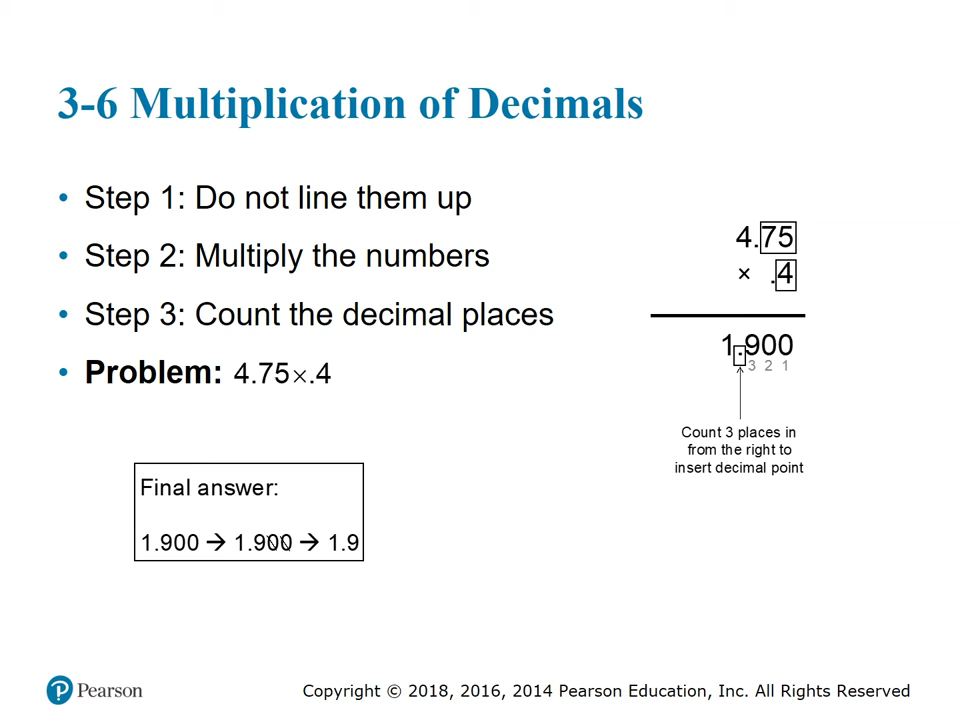 3-6 Multiplication of Decimals
• Step 1: Do not line them up
• Step 2: Multiply the numbers
• Step 3: Count the decimal places
• Problem: 4.75×.4
4.75
× .4
1.900
3 2 1
Count 3 places in
from the right to
insert decimal point
Final answer:
1.900 → 1.900 → 1.9
Pearson
Copyright © 2018, 2016, 2014 Pearson Education, Inc. All Rights Reserved